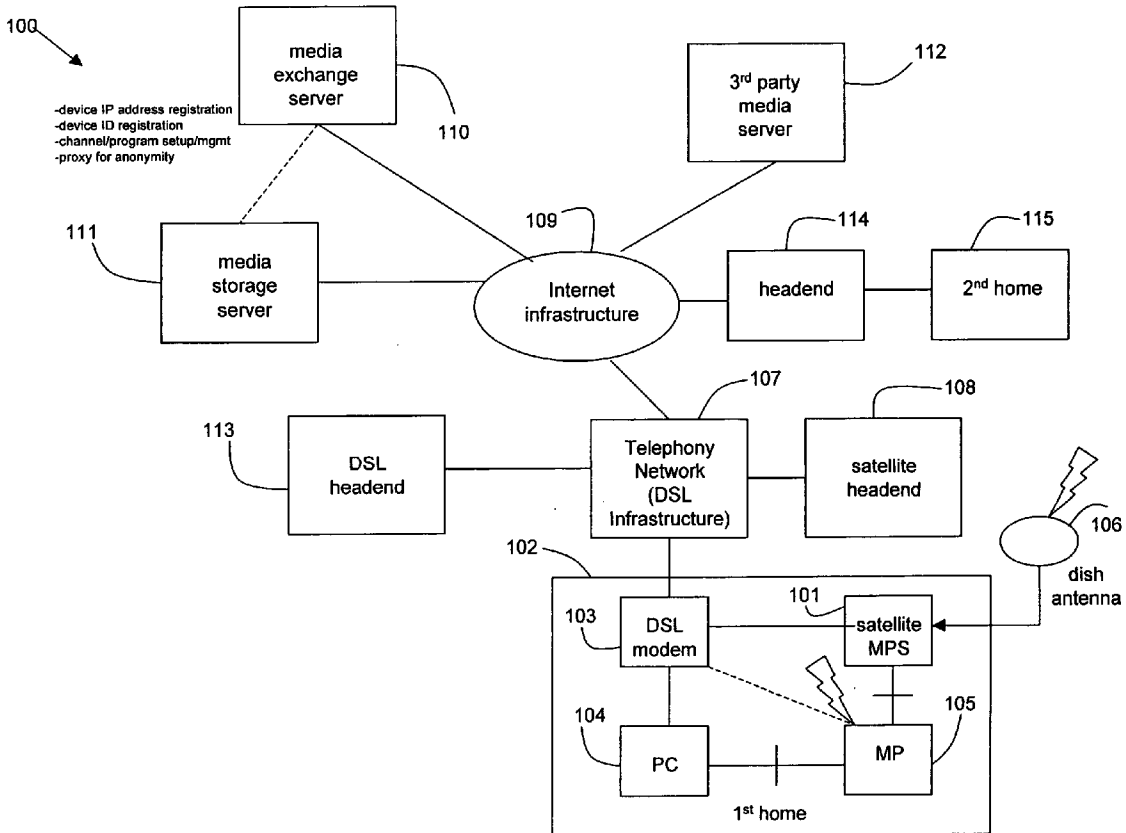 100
media
exchange
server
110
-device IP address registration
-device ID registration
-channel/program setup/mgmt
-proxy for anonymity
3rd party
media
server
112
111
media
storage
server
109
Internet
infrastructure
114
headend
115
2nd home
113
DSL
headend
107
Telephony
Network
(DSL
Infrastructure)
108
satellite
headend
106
dish
antenna
102
103
DSL
modem
101
satellite
MPS
104
PC
MP
105
1st home